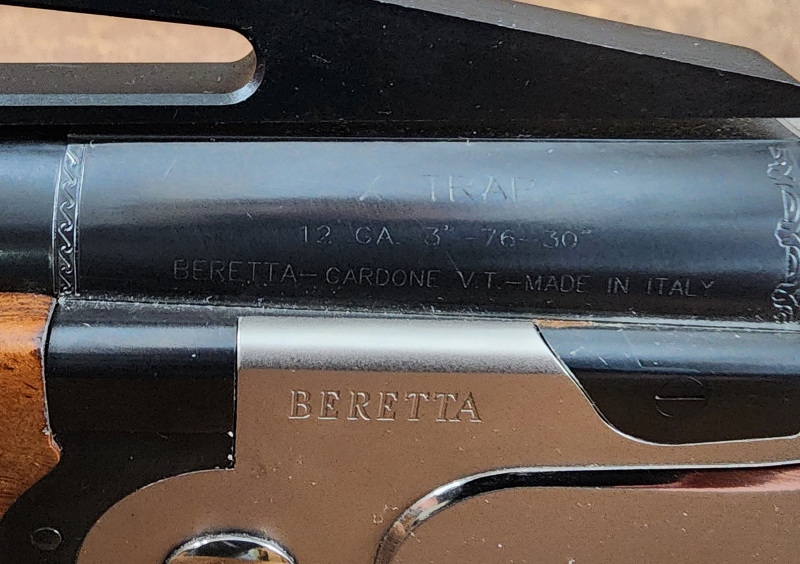 X TRAP
12 GA. 3"-76-30"
BERETTA-GARDONE V.T.-MADE IN ITALY
BERETTA